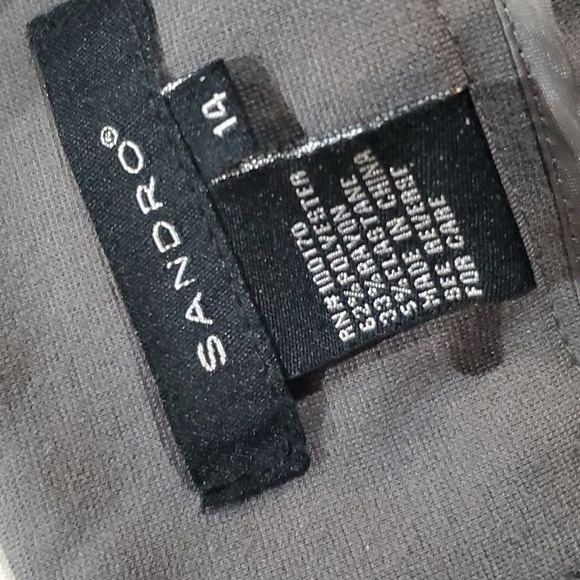 SANDRO®
14
RN# 100170
62% POLYESTER
33% RAYON
5% ELASTANE
MADE IN CHINA
SEE REVERSE
FOR CARE